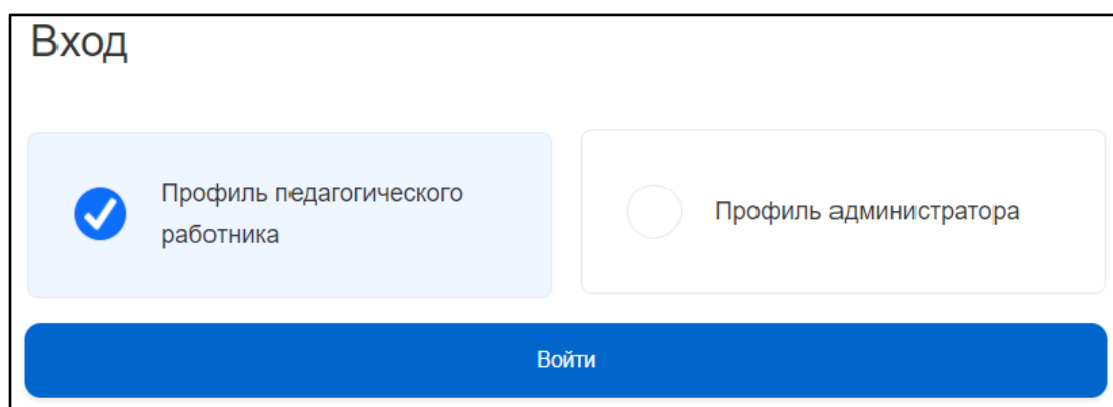 Вход
Профиль педагогического
работника
Профиль администратора
Войти